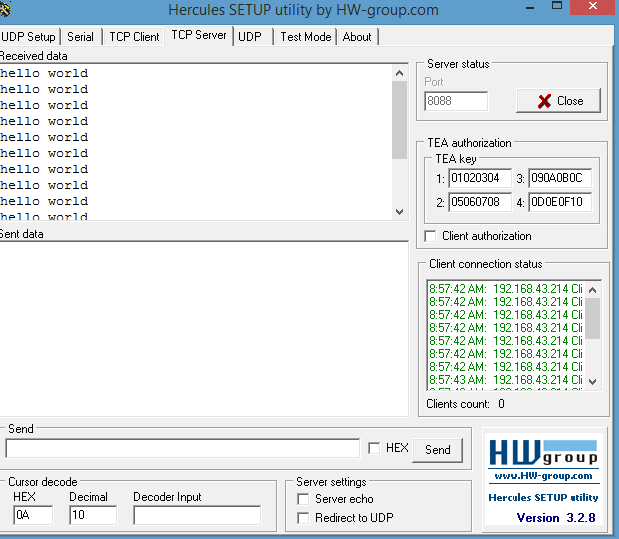 Hercules SETUP utility by HW-group.com
UDP Setup Serial TCP Client TCP Server UDP Test Mode About
Received data
hello world
hello world
hello world
hello world
hello world
hello world
hello world
hello world
hello world
hello world
Sent data
Server status
Port
8088
Close
TEA authorization
TEA key
1: 01020304 3: 090A0B0C
2: 05060708 4: 0D0E0F10
Client authorization
Client connection status
8:57:42 AM: 192.168.43.214 Cli
8:57:42 AM: 192.168.43.214 Cli
8:57:42 AM: 192.168.43.214 Cli
8:57:42 AM: 192.168.43.214 Cli
8:57:42 AM: 192.168.43.214 Cli
8:57:42 AM: 192.168.43.214 Cli
8:57:42 AM: 192.168.43.214 Cli
8:57:43 AM: 192.168.43.214 Cli
Clients count: 0
Send
HEX Send
Cursor decode
HEX Decimal Decoder Input
0A 10
Server settings
Server echo
Redirect to UDP
HWgroup
www.HW-group.com
Hercules SETUP utility
Version 3.2.8